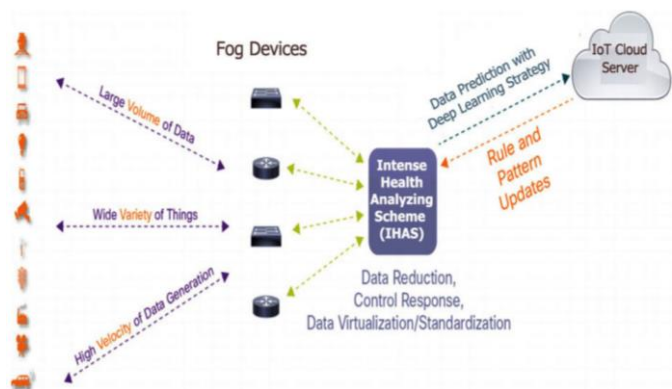 Fog Devices
IoT Cloud
Server
Large Volume of Data
Data Prediction with
Deep Learning Strategy
Rule and
Pattern
Updates
Intense
Health
Analyzing
Scheme
(IHAS)
Wide Variety of Things
High Velocity of Data Generation
Data Reduction,
Control Response,
Data Virtualization/Standardization